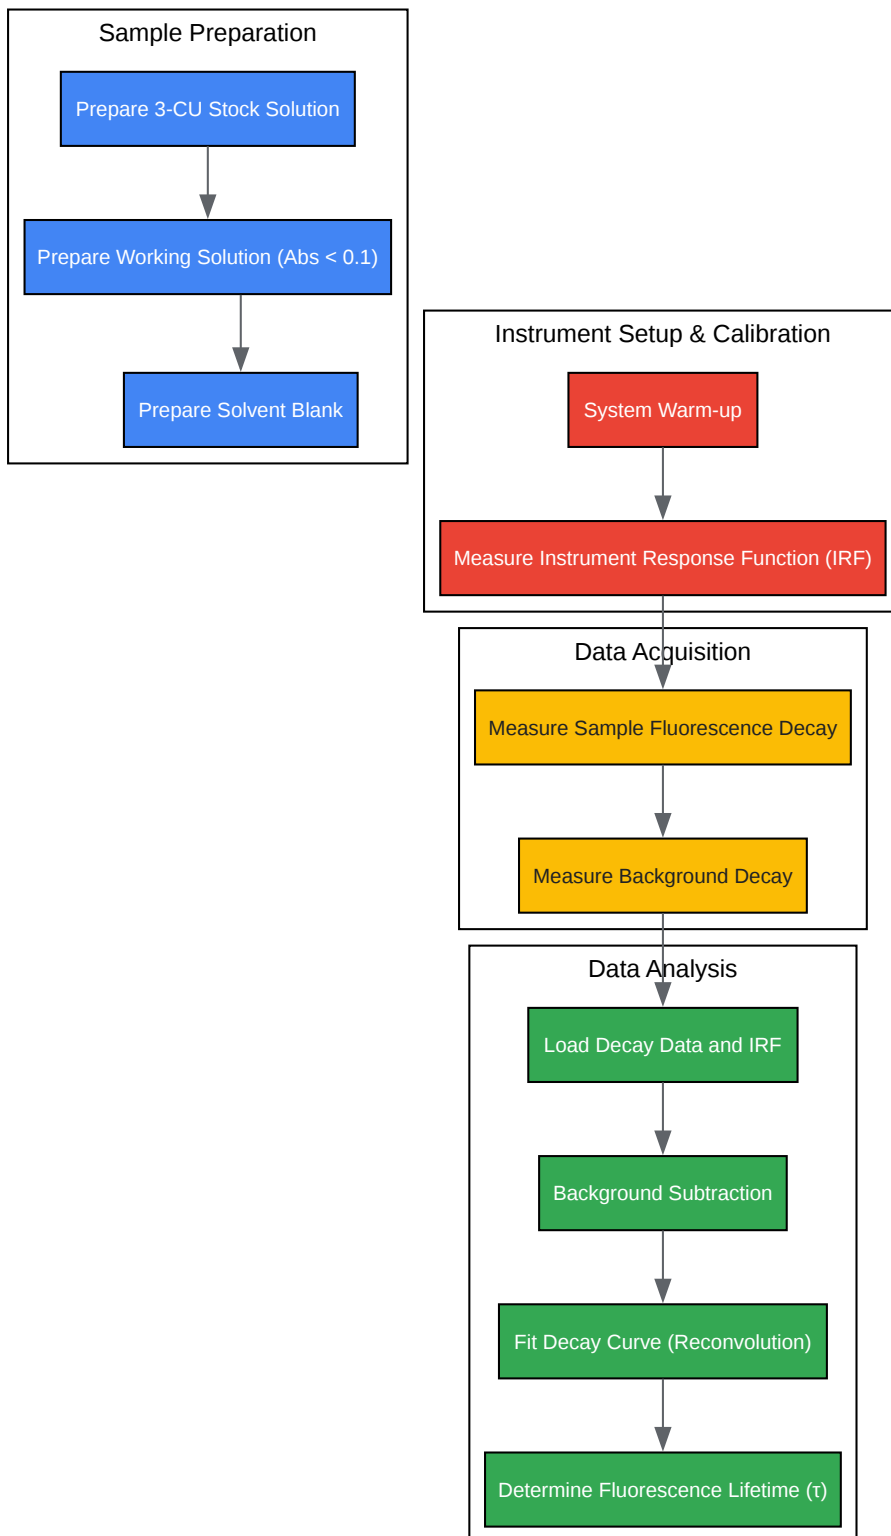 Sample Preparation
Prepare 3-CU Stock Solution
Prepare Working Solution (Abs < 0.1)
Prepare Solvent Blank
Instrument Setup & Calibration
System Warm-up
Measure Instrument Response Function (IRF)
Data Acquisition
Measure Sample Fluorescence Decay
Measure Background Decay
Data Analysis
Load Decay Data and IRF
Background Subtraction
Fit Decay Curve (Reconvolution)
Determine Fluorescence Lifetime (τ)